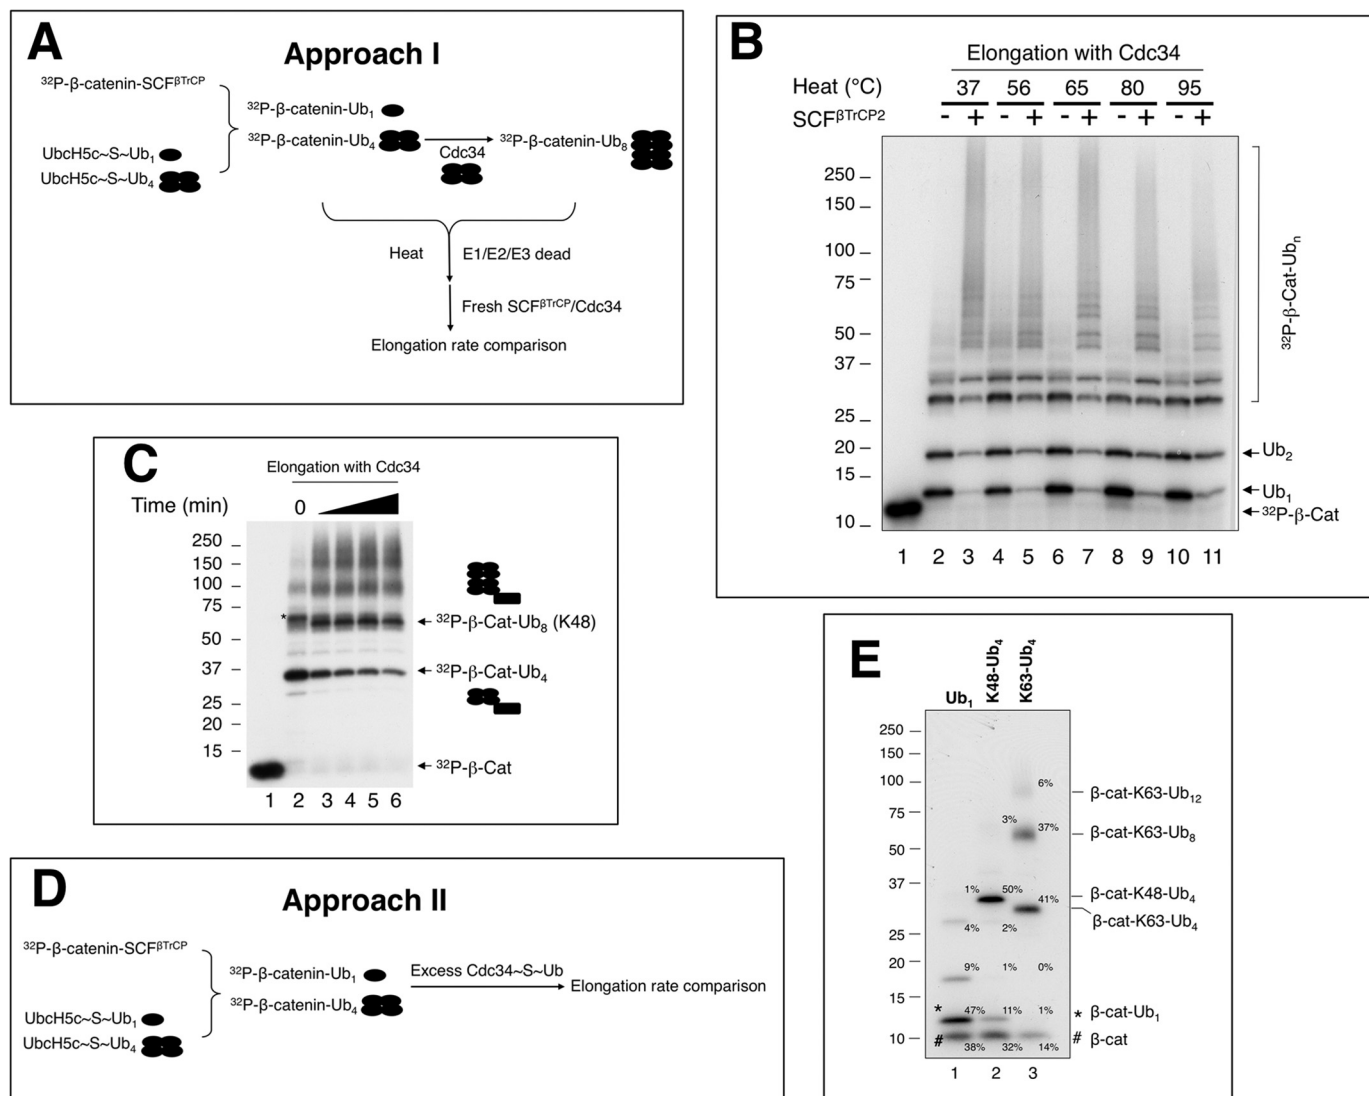 A
Approach I
³²P-β-catenin-SCF^βTrCP
UbcH5c~S~Ub₁
UbcH5c~S~Ub₄
³²P-β-catenin-Ub₁
³²P-β-catenin-Ub₄
Cdc34
³²P-β-catenin-Ub₈
Heat
E1/E2/E3 dead
Fresh SCF^βTrCP/Cdc34
Elongation rate comparison
B
Elongation with Cdc34
Heat (°C) 37 56 65 80 95
SCF^βTrCP2 - + - + - + - + - +
250
150
100
75
50
37
25
20
15
10
³²P-β-Cat-Ubₙ
Ub₂
Ub₁
³²P-β-Cat
1 2 3 4 5 6 7 8 9 10 11
C
Elongation with Cdc34
Time (min) 0
250
150
100
75
50
37
25
20
15
*
³²P-β-Cat-Ub₈ (K48)
³²P-β-Cat-Ub₄
³²P-β-Cat
1 2 3 4 5 6
D
Approach II
³²P-β-catenin-SCF^βTrCP
UbcH5c~S~Ub₁
UbcH5c~S~Ub₄
³²P-β-catenin-Ub₁
³²P-β-catenin-Ub₄
Excess Cdc34~S~Ub
Elongation rate comparison
E
Ub₁ K48-Ub₄ K63-Ub₄
250
150
100
75
50
37
25
20
15
10
6%
3% 37%
1% 50% 41%
4% 2%
9% 1% 0%
* 47% 11% 1%
# 38% 32% 14%
β-cat-K63-Ub₁₂
β-cat-K63-Ub₈
β-cat-K48-Ub₄
β-cat-K63-Ub₄
* β-cat-Ub₁
# β-cat
1 2 3